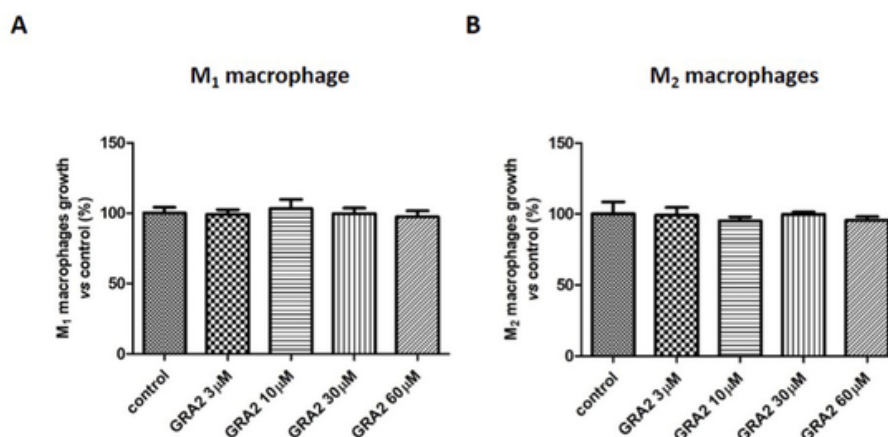 A
M₁ macrophage
M₁ macrophages growth
vs control (%)
150
100
50
0
control
GRA2 3μM
GRA2 10μM
GRA2 30μM
GRA2 60μM
B
M₂ macrophages
M₂ macrophages growth
vs control (%)
150
100
50
0
control
GRA2 3μM
GRA2 10μM
GRA2 30μM
GRA2 60μM